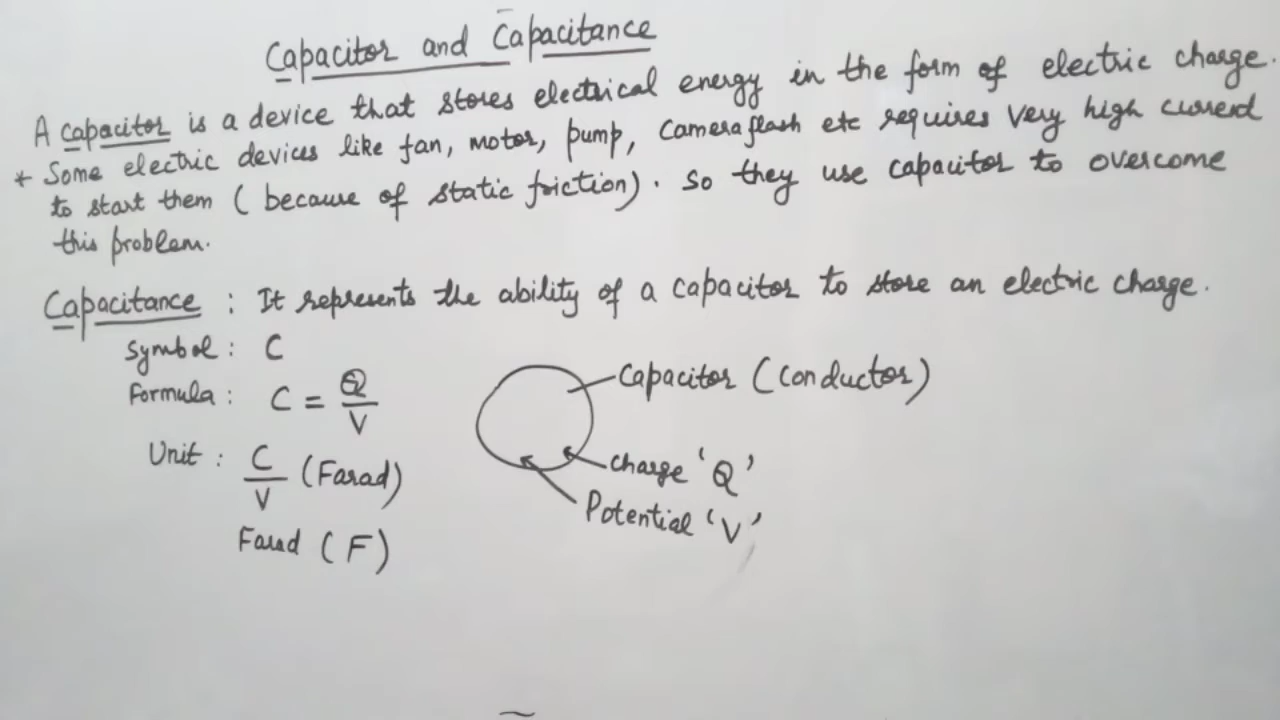 Capacitor and Capacitance
A capacitor is a device that stores electrical energy in the form of electric charge.
* Some electric devices like fan, motor, pump, Camera flash etc requires very high current
to start them ( because of static friction). So they use capacitor to overcome
this problem.
Capacitance : It represents the ability of a capacitor to store an electric charge.
Symbol : C
Formula : C = Q/V
Capacitor (Conductor)
Unit : C/V (Farad)
Charge 'Q'
Potential 'V'
Farad (F)